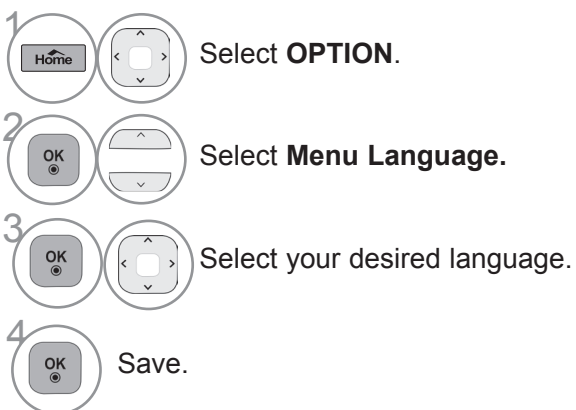 1
Home
Select OPTION.
2
OK
Select Menu Language.
3
OK
Select your desired language.
4
OK
Save.